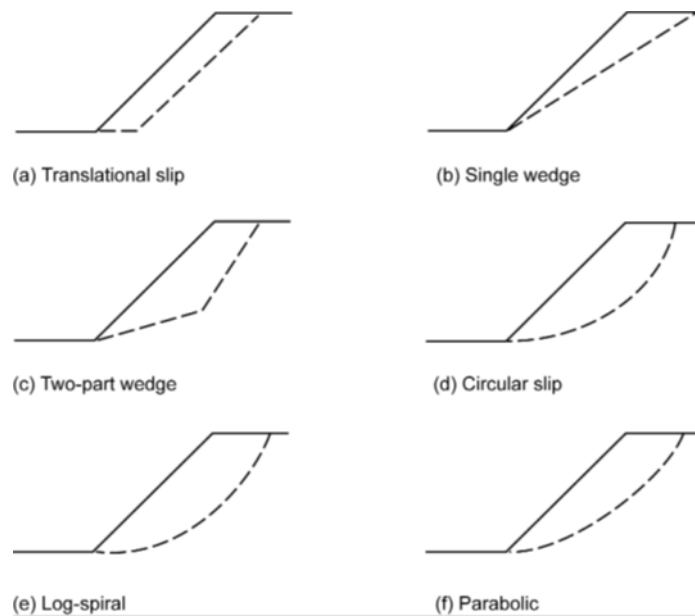 (a) Translational slip
(b) Single wedge
(c) Two-part wedge
(d) Circular slip
(e) Log-spiral
(f) Parabolic